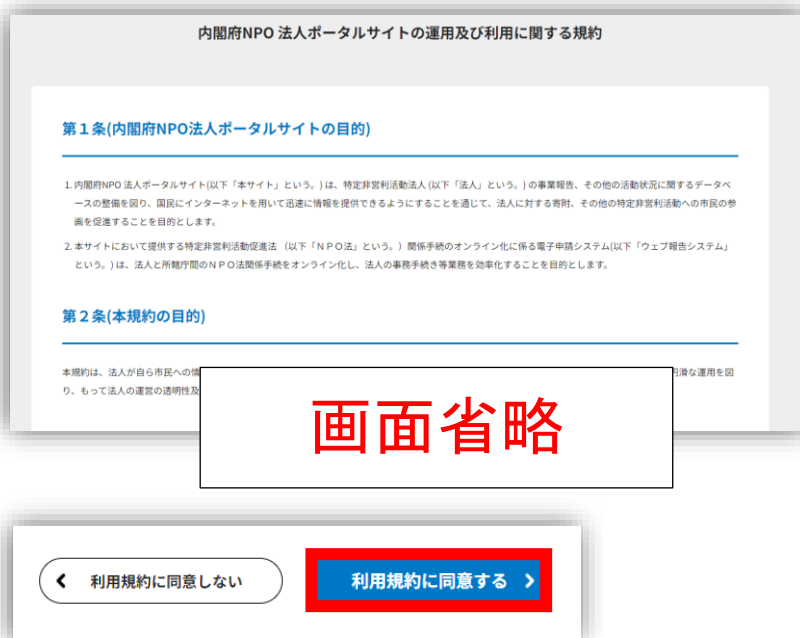 内閣府NPO 法人ポータルサイトの運用及び利用に関する規約
第１条(内閣府NPO法人ポータルサイトの目的)
1. 内閣府NPO 法人ポータルサイト(以下「本サイト」という。) は、特定非営利活動法人 (以下「法人」という。) の事業報告、その他の活動状況に関するデータベ
ースの整備を図り、国民にインターネットを用いて迅速に情報を提供できるようにすることを通じて、法人に対する寄附、その他の特定非営利活動への市民の参
画を促進することを目的とします。
2. 本サイトにおいて提供する特定非営利活動促進法 （以下「ＮＰＯ法」という。）関係手続のオンライン化に係る電子申請システム(以下「ウェブ報告システム」
という。) は、法人と所轄庁間のＮＰＯ法関係手続をオンライン化し、法人の事務手続き等業務を効率化することを目的とします。
第２条(本規約の目的)
本規約は、法人が自ら市民への情 円滑な運用を図
り、もって法人の運営の透明性及
画面省略
利用規約に同意しない
利用規約に同意する